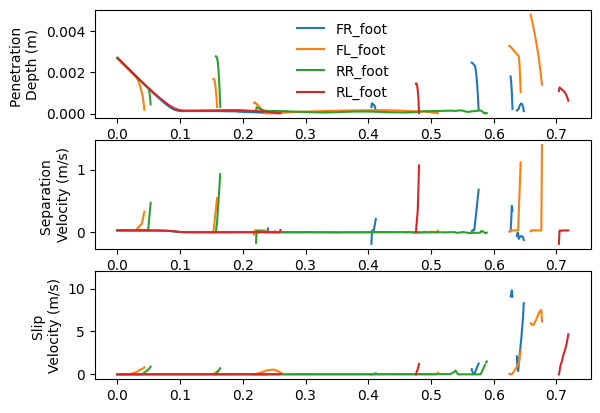 Penetration
Depth (m)
0.004
0.002
0.000
FR_foot
FL_foot
RR_foot
RL_foot
0.0 0.1 0.2 0.3 0.4 0.5 0.6 0.7
Separation
Velocity (m/s)
1
0
0.0 0.1 0.2 0.3 0.4 0.5 0.6 0.7
Slip
Velocity (m/s)
10
5
0
0.0 0.1 0.2 0.3 0.4 0.5 0.6 0.7